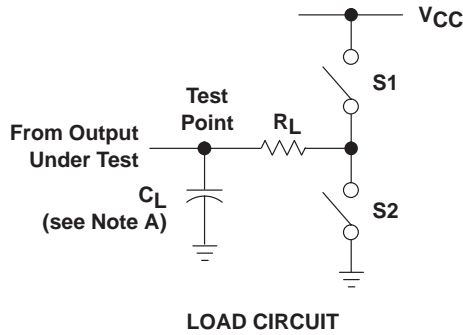 VCC
S1
Test
Point
RL
From Output
Under Test
CL
(see Note A)
S2
LOAD CIRCUIT